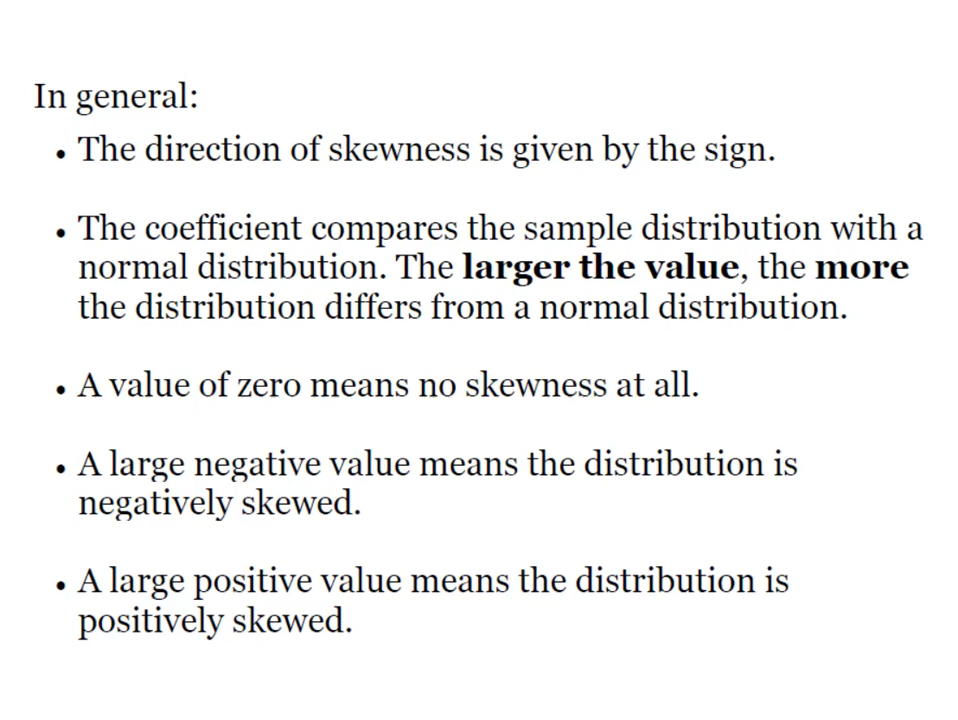 In general:
• The direction of skewness is given by the sign.
• The coefficient compares the sample distribution with a
normal distribution. The larger the value, the more
the distribution differs from a normal distribution.
• A value of zero means no skewness at all.
• A large negative value means the distribution is
negatively skewed.
• A large positive value means the distribution is
positively skewed.